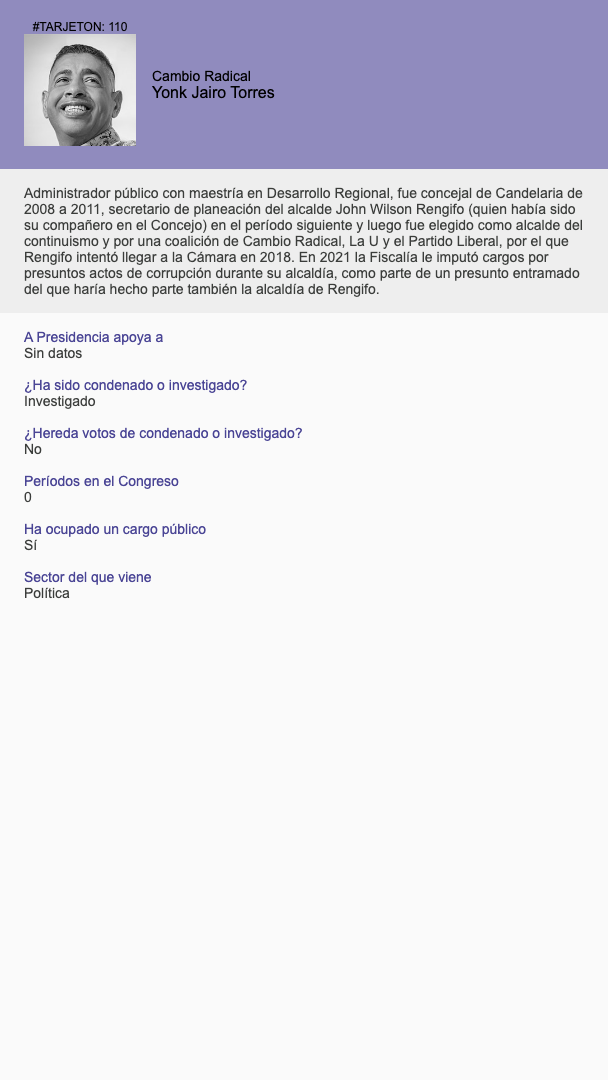 #TARJETON: 110
Cambio Radical
Yonk Jairo Torres
Administrador público con maestría en Desarrollo Regional, fue concejal de Candelaria de
2008 a 2011, secretario de planeación del alcalde John Wilson Rengifo (quien había sido
su compañero en el Concejo) en el período siguiente y luego fue elegido como alcalde del
continuismo y por una coalición de Cambio Radical, La U y el Partido Liberal, por el que
Rengifo intentó llegar a la Cámara en 2018. En 2021 la Fiscalía le imputó cargos por
presuntos actos de corrupción durante su alcaldía, como parte de un presunto entramado
del que haría hecho parte también la alcaldía de Rengifo.
A Presidencia apoya a
Sin datos
¿Ha sido condenado o investigado?
Investigado
¿Hereda votos de condenado o investigado?
No
Períodos en el Congreso
0
Ha ocupado un cargo público
Sí
Sector del que viene
Política